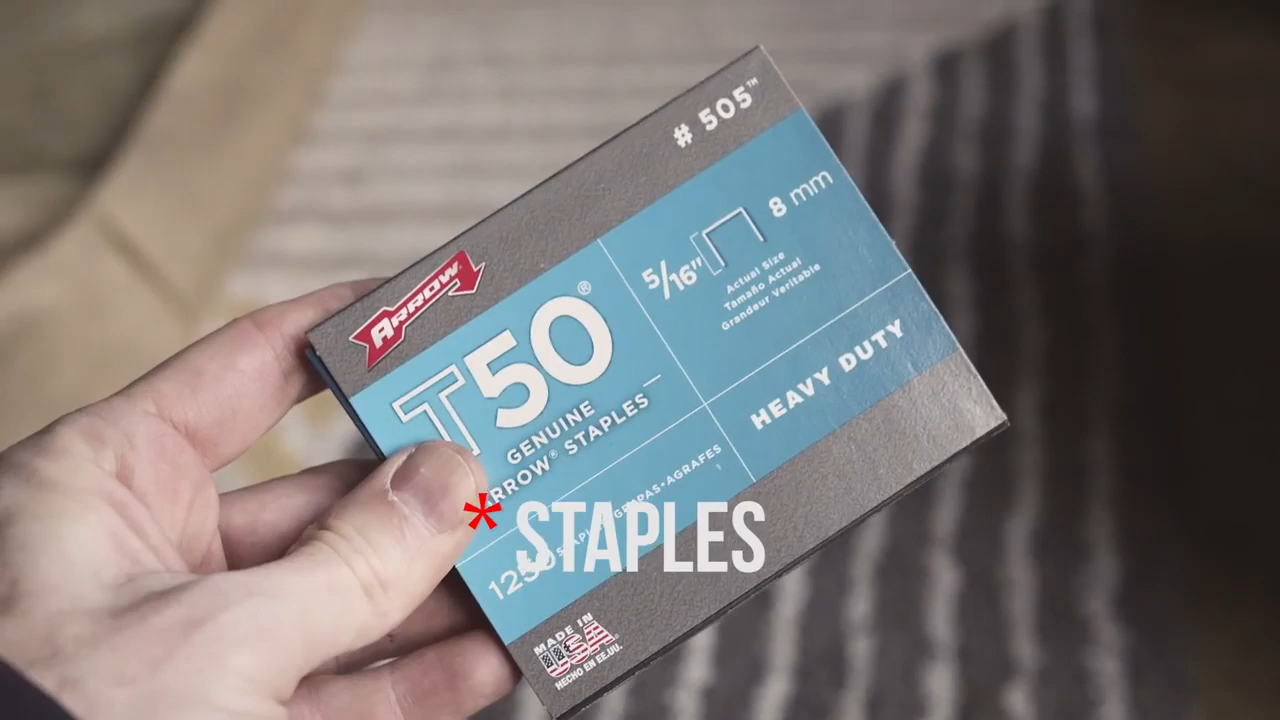 # 505™
ARROW®
5/16" 8 mm
Actual Size
Tamaño Actual
Grandeur Veritable
T50®
GENUINE
ARROW® STAPLES
HEAVY DUTY
GRAPAS•AGRAFES
* STAPLES
MADE IN
USA
HECHO EN EE.UU.